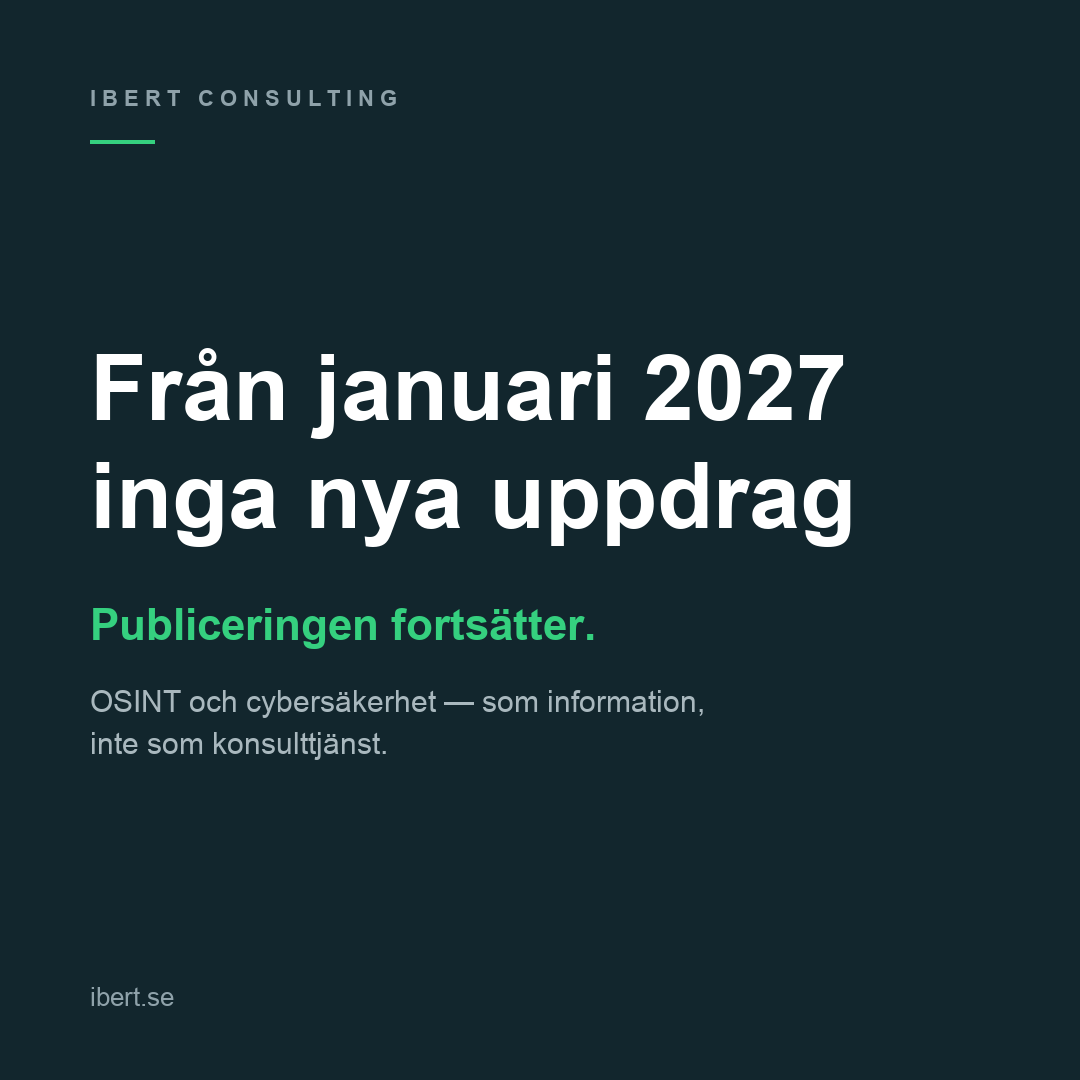 IBERT CONSULTING
Från januari 2027
inga nya uppdrag
Publiceringen fortsätter.
OSINT och cybersäkerhet — som information,
inte som konsulttjänst.
ibert.se